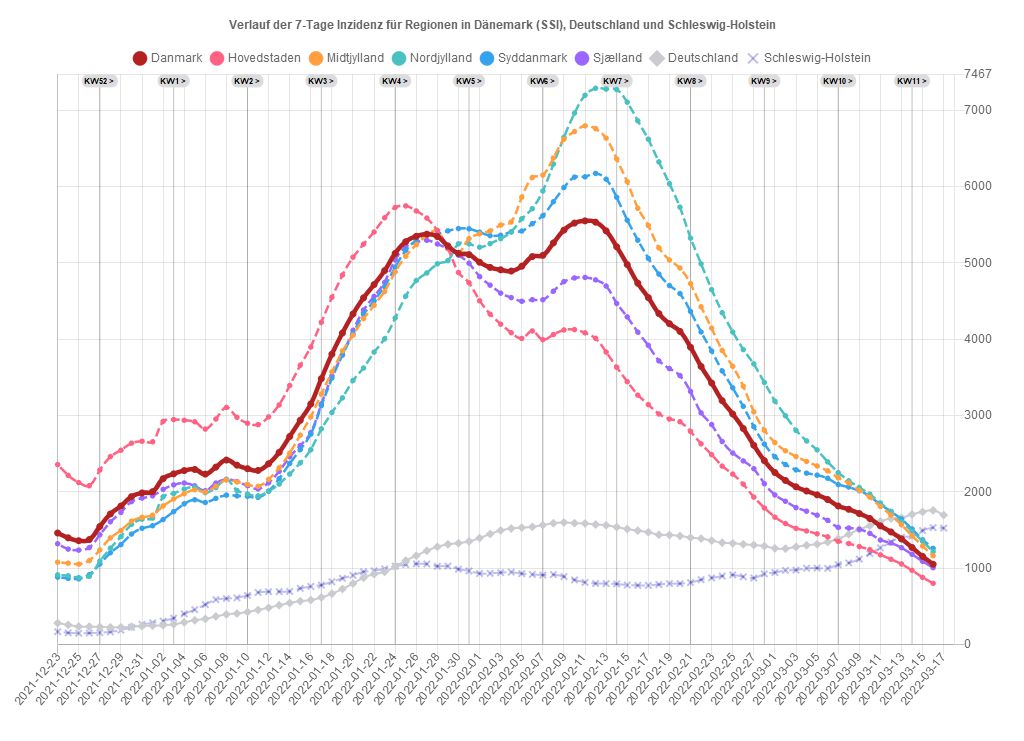 Verlauf der 7-Tage Inzidenz für Regionen in Dänemark (SSI), Deutschland und Schleswig-Holstein
Danmark Hovedstaden Midtjylland Nordjylland Syddanmark Sjælland Deutschland Schleswig-Holstein
KW52 > KW1 > KW2 > KW3 > KW4 > KW5 > KW6 > KW7 > KW8 > KW9 > KW10 > KW11 >
7467
7000
6000
5000
4000
3000
2000
1000
0
2021-12-23 2021-12-25 2021-12-27 2021-12-29 2021-12-31 2022-01-02 2022-01-04 2022-01-06 2022-01-08 2022-01-10 2022-01-12 2022-01-14 2022-01-16 2022-01-18 2022-01-20 2022-01-22 2022-01-24 2022-01-26 2022-01-28 2022-01-30 2022-02-01 2022-02-03 2022-02-05 2022-02-07 2022-02-09 2022-02-11 2022-02-13 2022-02-15 2022-02-17 2022-02-19 2022-02-21 2022-02-23 2022-02-25 2022-02-27 2022-03-01 2022-03-03 2022-03-05 2022-03-07 2022-03-09 2022-03-11 2022-03-13 2022-03-15 2022-03-17